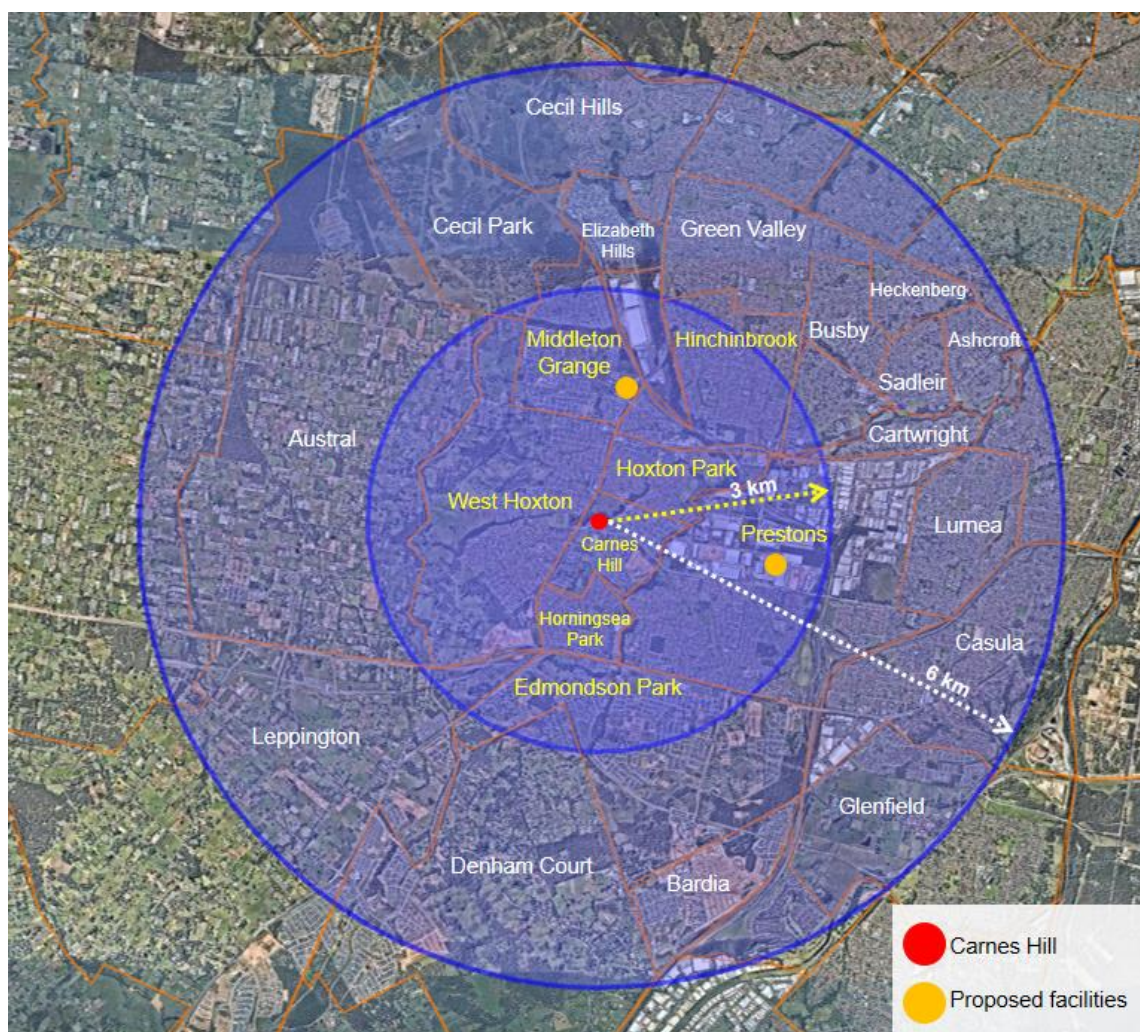 Cecil Hills
Cecil Park
Elizabeth
Hills
Green Valley
Heckenberg
Middleton
Grange
Hinchinbrook
Busby
Ashcroft
Sadleir
Austral
Cartwright
Hoxton Park
West Hoxton
3 km
Carnes
Hill
Prestons
Lurnea
Horningsea
Park
Casula
Edmondson Park
6 km
Leppington
Glenfield
Denham Court
Bardia
Carnes Hill
Proposed facilities